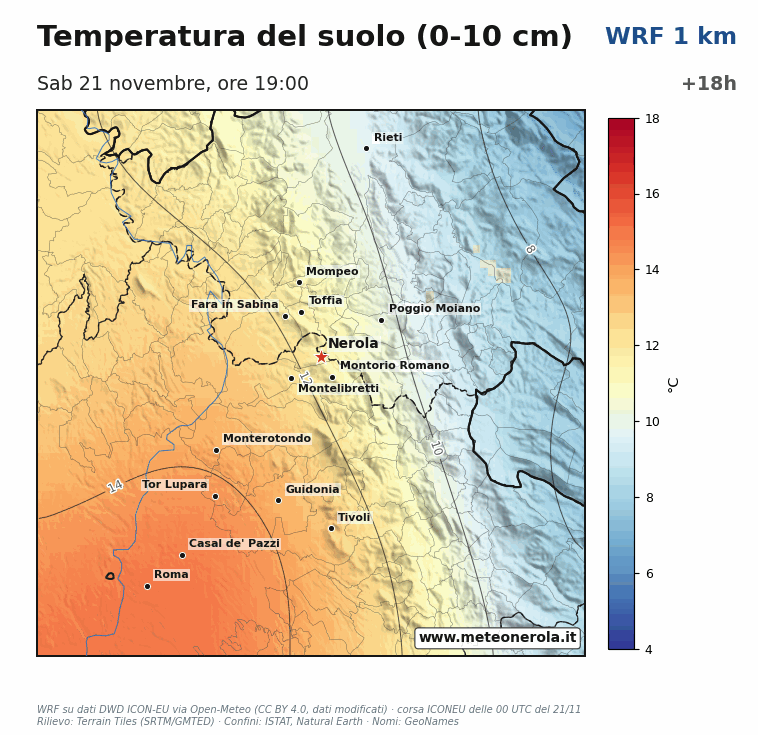 Temperatura del suolo (0-10 cm) WRF 1 km
Sab 21 novembre, ore 19:00 +18h
Rieti
8
Mompeo
Fara in Sabina
Toffia
Poggio Moiano
Nerola
Montorio Romano
12
Montelibretti
Monterotondo
10
14
Tor Lupara
Guidonia
Tivoli
Casal de' Pazzi
Roma
www.meteonerola.it
18
16
14
12
10
8
6
4
°C
WRF su dati DWD ICON-EU via Open-Meteo (CC BY 4.0, dati modificati) · corsa ICONEU delle 00 UTC del 21/11
Rilievo: Terrain Tiles (SRTM/GMTED) · Confini: ISTAT, Natural Earth · Nomi: GeoNames